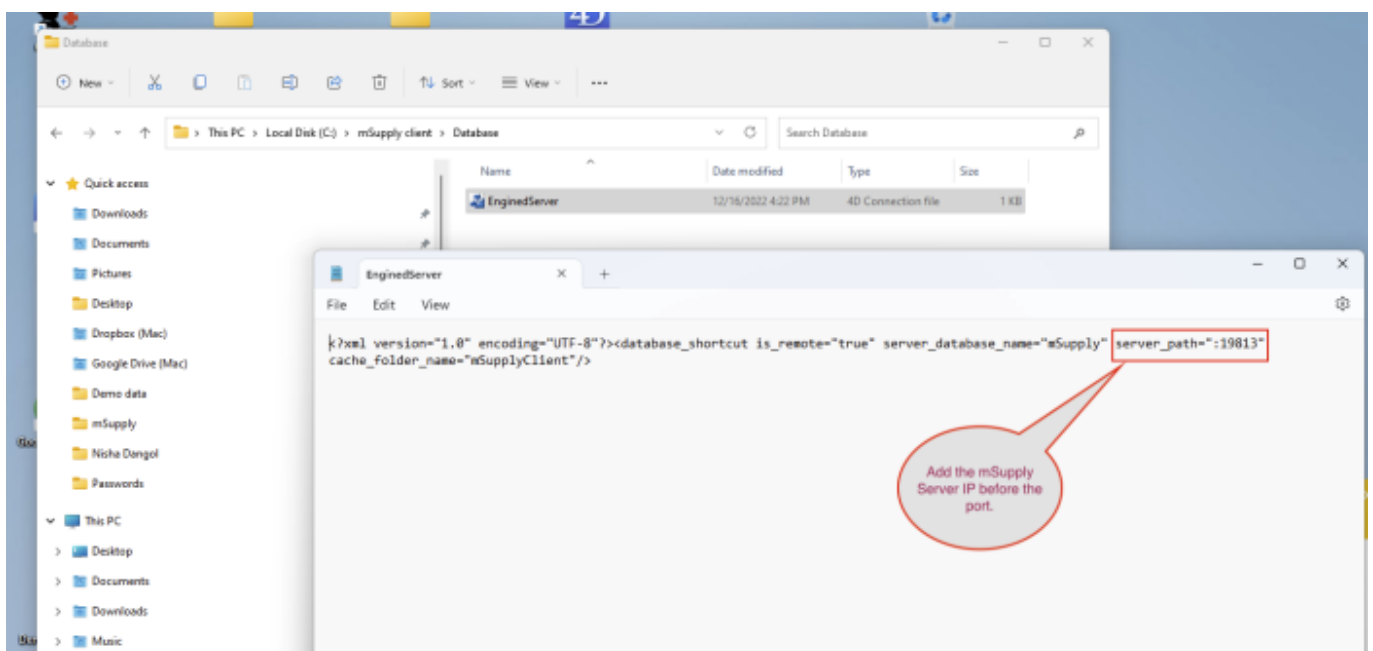 4D
Database
New
Sort
View
This PC > Local Disk (C:) > mSupply client > Database
Search Database
Name
Date modified
Type
Size
Quick access
EnginedServer
12/16/2022 4:22 PM
4D Connection file
1 KB
Downloads
Documents
Pictures
Desktop
Dropbox (Mac)
Google Drive (Mac)
Demo data
mSupply
Nisha Dangol
Passwords
This PC
Desktop
Documents
Downloads
Music
EnginedServer
File Edit View
<?xml version="1.0" encoding="UTF-8"?><database_shortcut is_remote="true" server_database_name="mSupply" server_path=":19813"
cache_folder_name="mSupplyClient"/>
Add the mSupply
Server IP before the
port.